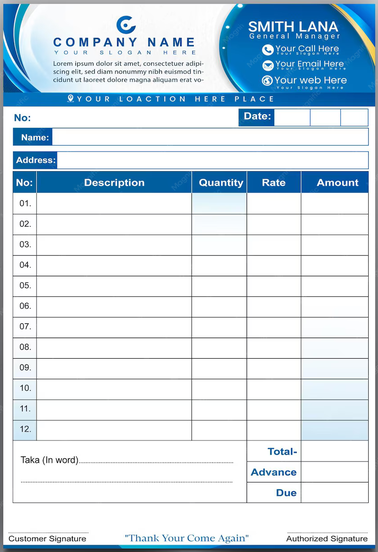 COMPANY NAME
YOUR SLOGAN HERE
Lorem ipsum dolor sit amet, consectetuer adipi-
scing elit, sed diam nonummy nibh euismod tin-
cidunt ut laoreet dolore magna aliquam erat vo-
SMITH LANA
General Manager
Your Call Here
Your Slogan Here
Your Email Here
Your Slogan Here
Your web Here
Your Slogan Here
YOUR LOACTION HERE PLACE
No:
Date:
Name:
Address:
No: Description Quantity Rate Amount
01.
02.
03.
04.
05.
06.
07.
08.
09.
10.
11.
12.
Taka (In word)
Total-
Advance
Due
Customer Signature "Thank Your Come Again" Authorized Signature